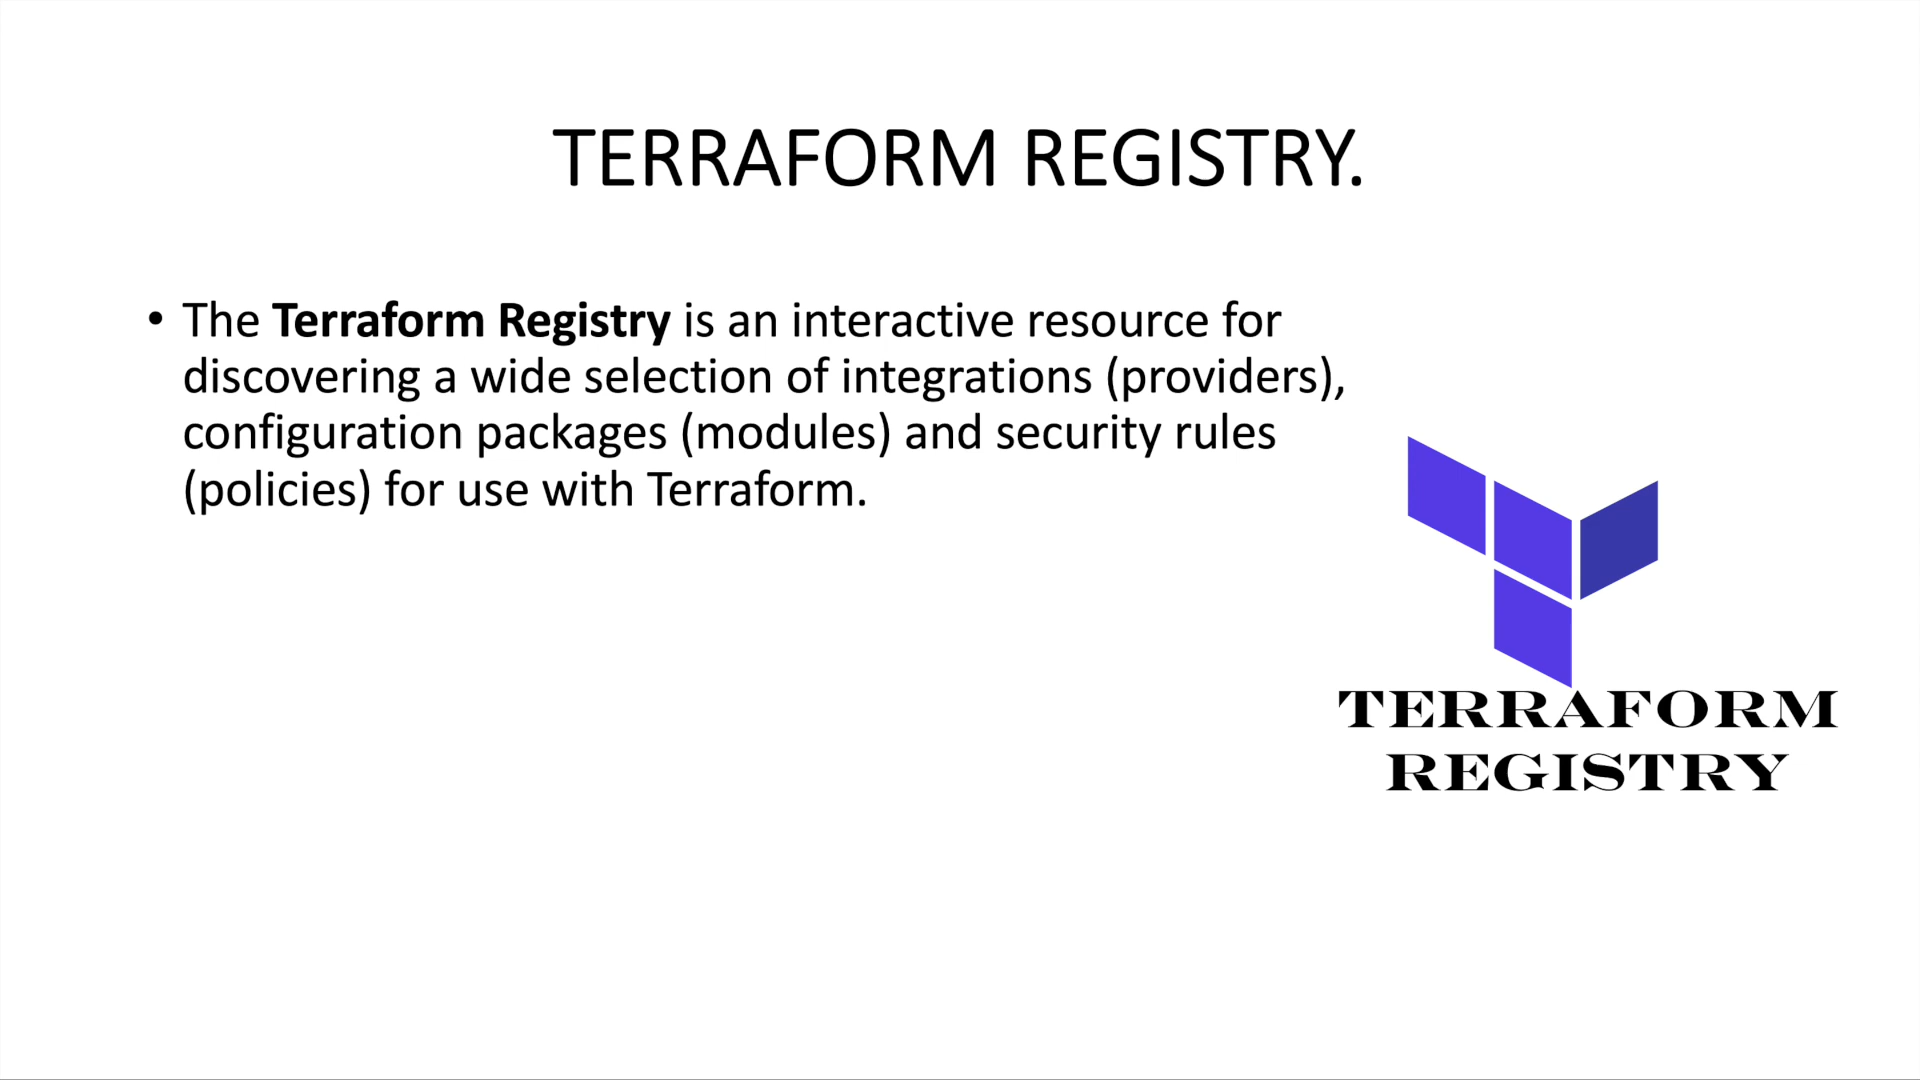 TERRAFORM REGISTRY.
• The Terraform Registry is an interactive resource for
discovering a wide selection of integrations (providers),
configuration packages (modules) and security rules
(policies) for use with Terraform.
TERRAFORM
REGISTRY